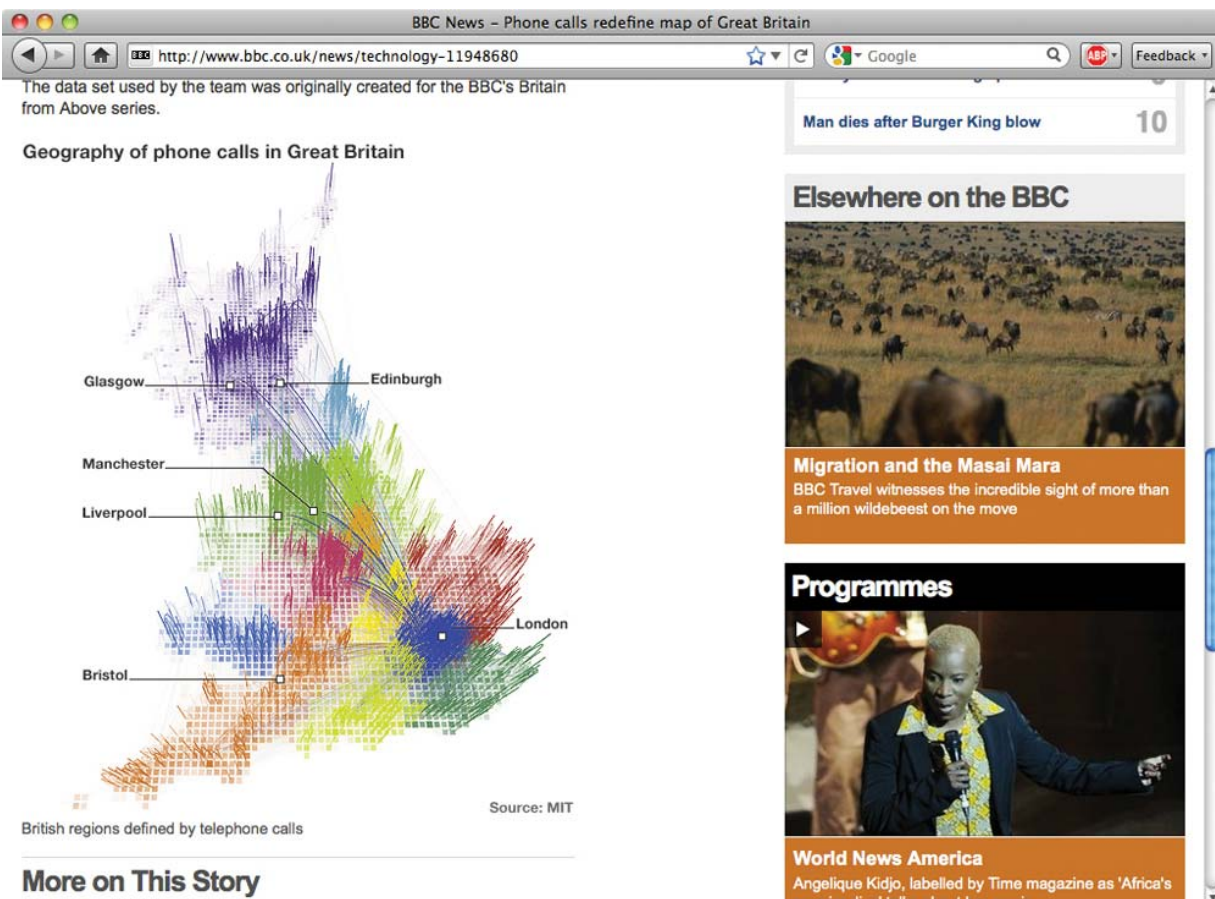 BBC News – Phone calls redefine map of Great Britain
BBC http://www.bbc.co.uk/news/technology-11948680
Google
ABP
Feedback
The data set used by the team was originally created for the BBC's Britain
from Above series.
Geography of phone calls in Great Britain
Glasgow
Edinburgh
Manchester
Liverpool
London
Bristol
Source: MIT
British regions defined by telephone calls
More on This Story
Man dies after Burger King blow
10
Elsewhere on the BBC
Migration and the Masai Mara
BBC Travel witnesses the incredible sight of more than
a million wildebeest on the move
Programmes
World News America
Angelique Kidjo, labelled by Time magazine as 'Africa's